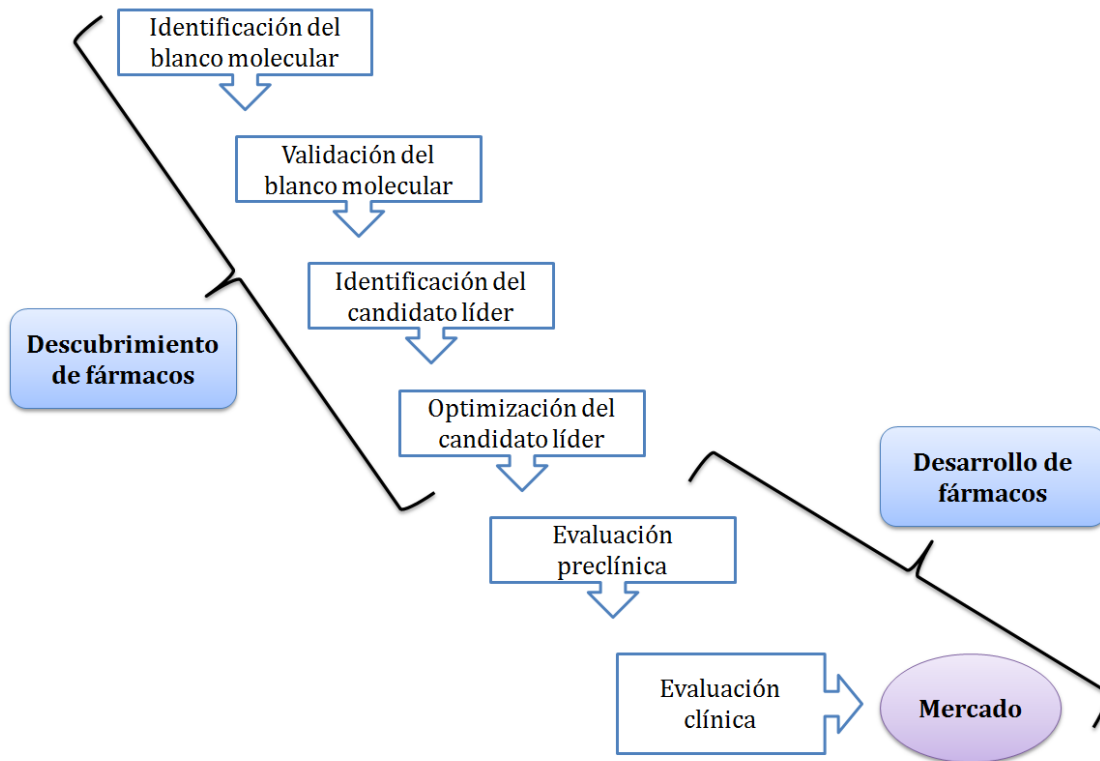 Identificación del
blanco molecular
Validación del
blanco molecular
Identificación del
candidato líder
Descubrimiento
de fármacos
Optimización del
candidato líder
Desarrollo de
fármacos
Evaluación
preclínica
Evaluación
clínica
Mercado